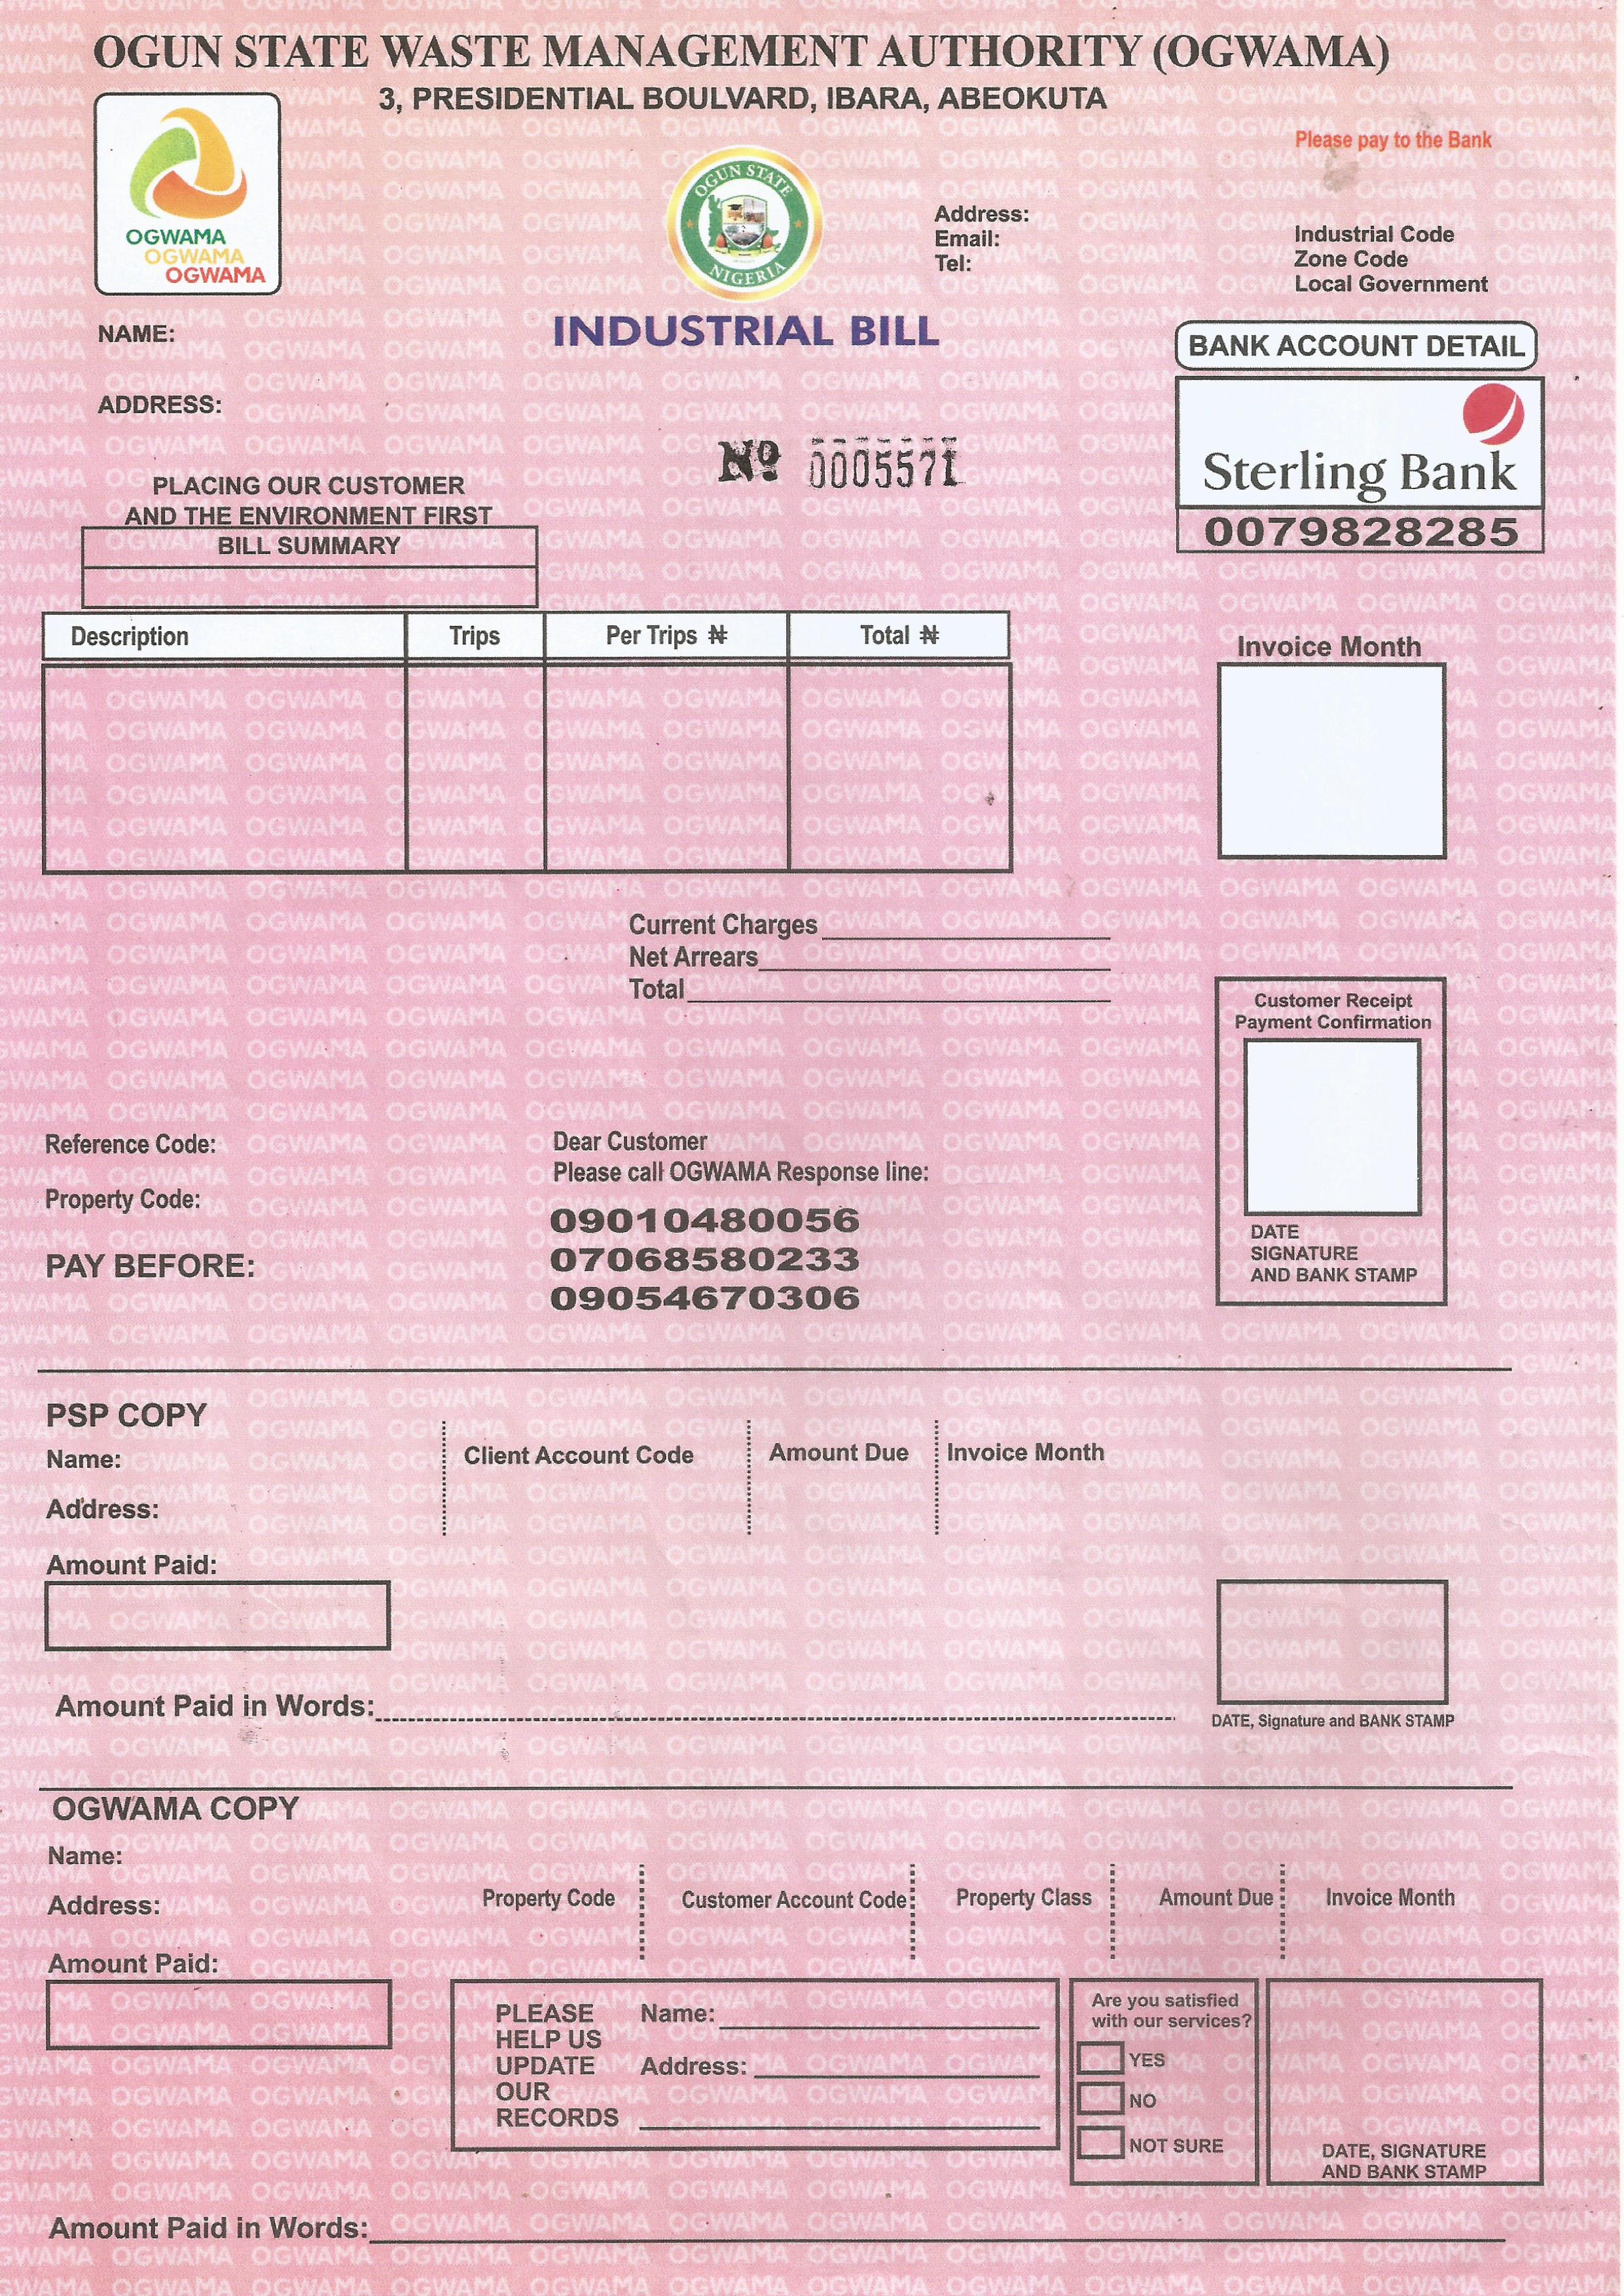 OGUN STATE WASTE MANAGEMENT AUTHORITY (OGWAMA)
3, PRESIDENTIAL BOULVARD, IBARA, ABEOKUTA
Please pay to the Bank
OGWAMA
OGWAMA
OGWAMA
OGUN STATE
NIGERIA
Address:
Email:
Tel:
Industrial Code
Zone Code
Local Government
NAME:
INDUSTRIAL BILL
BANK ACCOUNT DETAIL
ADDRESS:
Sterling Bank
0079828285
№ 0005571
PLACING OUR CUSTOMER
AND THE ENVIRONMENT FIRST
BILL SUMMARY
Description Trips Per Trips ₦ Total ₦
Invoice Month
Current Charges
Net Arrears
Total
Customer Receipt
Payment Confirmation
DATE
SIGNATURE
AND BANK STAMP
Reference Code:
Property Code:
PAY BEFORE:
Dear Customer
Please call OGWAMA Response line:
09010480056
07068580233
09054670306
PSP COPY
Name:
Address:
Client Account Code Amount Due Invoice Month
Amount Paid:
Amount Paid in Words:
DATE, Signature and BANK STAMP
OGWAMA COPY
Name:
Address:
Property Code Customer Account Code Property Class Amount Due Invoice Month
Amount Paid:
PLEASE
HELP US
UPDATE
OUR
RECORDS
Name:
Address:
Are you satisfied
with our services?
YES
NO
NOT SURE
DATE, SIGNATURE
AND BANK STAMP
Amount Paid in Words: